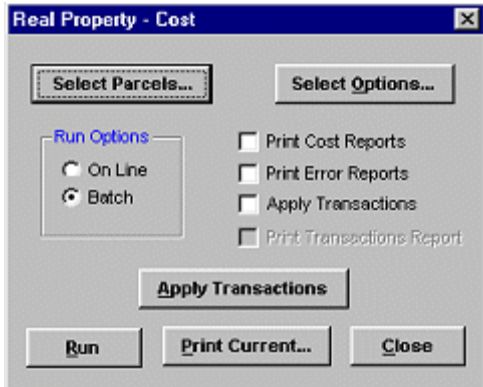 Real Property - Cost
Select Parcels... Select Options...
Run Options
On Line
Batch
Print Cost Reports
Print Error Reports
Apply Transactions
Print Transactions Report
Apply Transactions
Run Print Current... Close